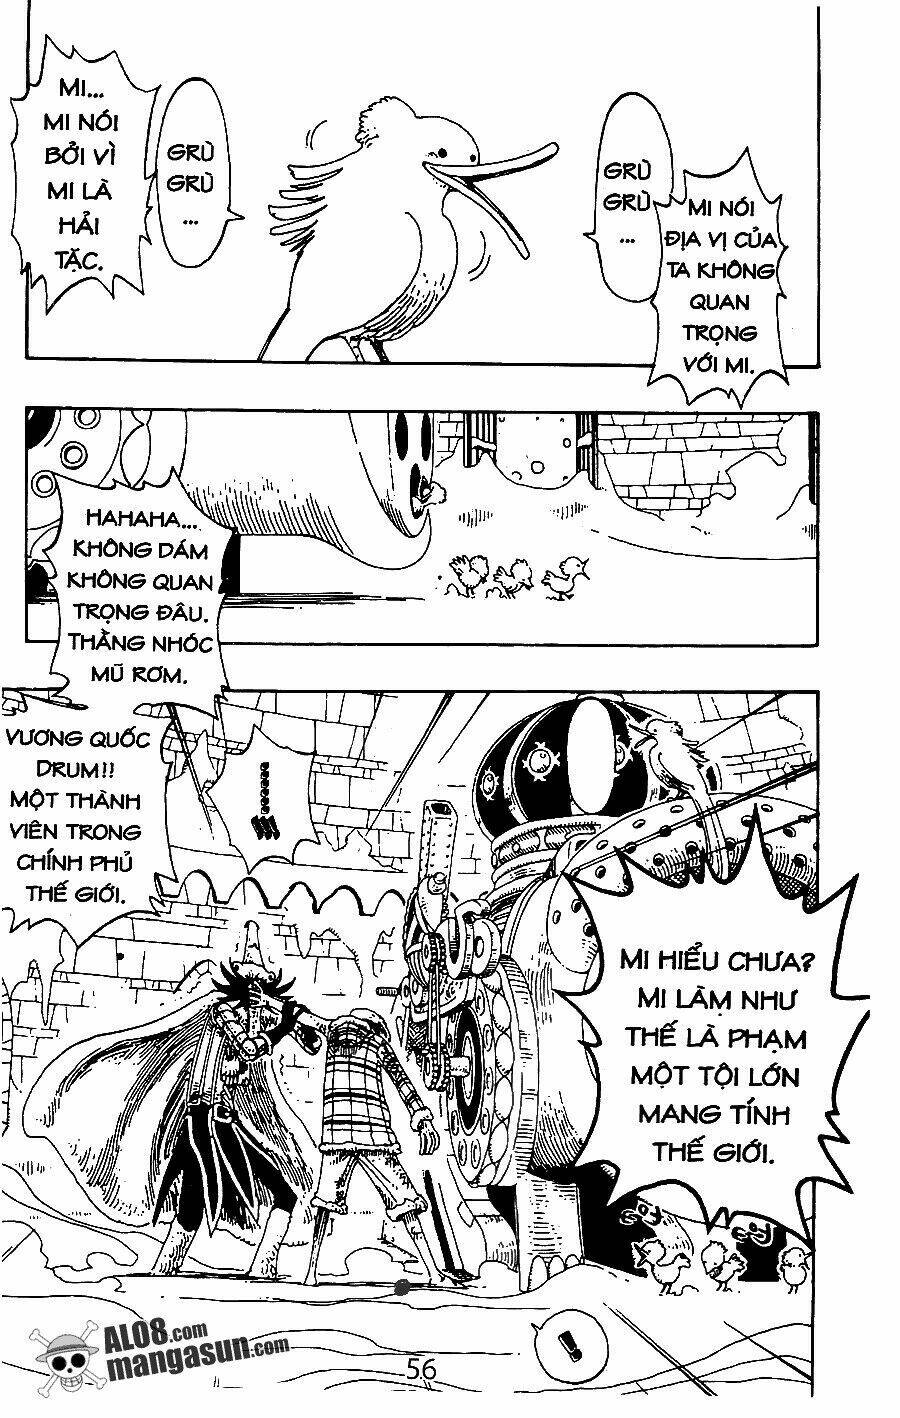 MI NÓI
ĐỊA VỊ CỦA
TA KHÔNG
QUAN
TRỌNG
VỚI MI.
GRÙ
GRÙ
...
GRÙ
GRÙ
...
MI...
MI NÓI
BỞI VÌ
MI LÀ
HẢI
TẶC.
HAHAHA...
KHÔNG DÁM
KHÔNG QUAN
TRỌNG ĐÂU.
THẰNG NHÓC
MŨ RƠM.
VƯƠNG QUỐC
DRUM!!
MỘT THÀNH
VIÊN TRONG
CHÍNH PHỦ
THẾ GIỚI.
......!!!
MI HIỂU CHƯA?
MI LÀM NHƯ
THẾ LÀ PHẠM
MỘT TỘI LỚN
MANG TÍNH
THẾ GIỚI.
!!
AL08.com
mangasun.com
56